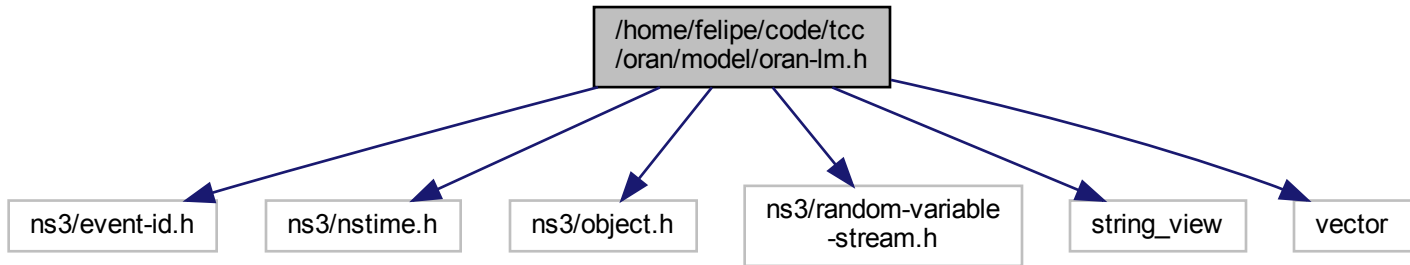 /home/felipe/code/tcc
/oran/model/oran-lm.h
ns3/event-id.h
ns3/nstime.h
ns3/object.h
ns3/random-variable
-stream.h
string_view
vector